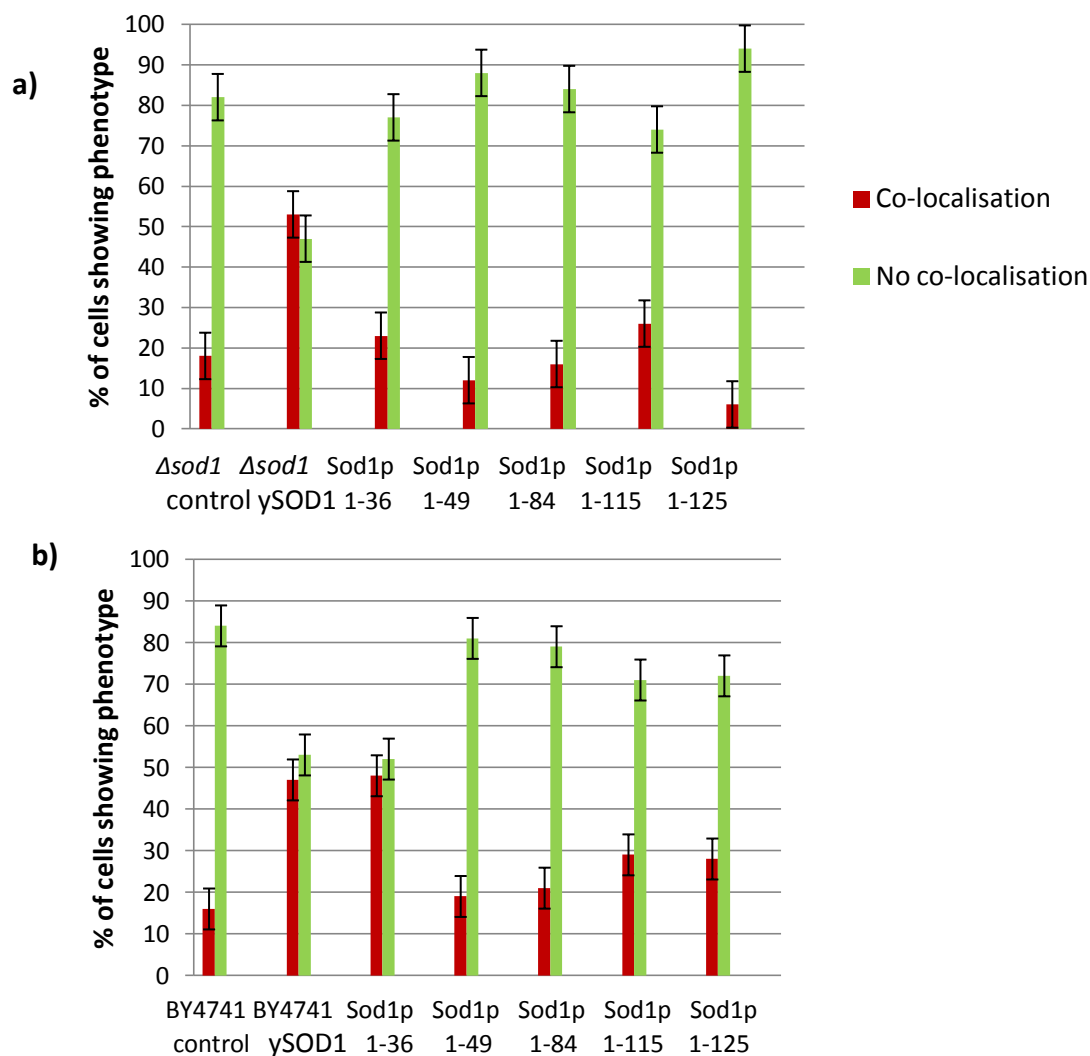 a)
% of cells showing phenotype
100
90
80
70
60
50
40
30
20
10
0
Δsod1 Δsod1 Sod1p Sod1p Sod1p Sod1p Sod1p
control ySOD1 1-36 1-49 1-84 1-115 1-125
Co-localisation
No co-localisation
b)
% of cells showing phenotype
100
90
80
70
60
50
40
30
20
10
0
BY4741 BY4741 Sod1p Sod1p Sod1p Sod1p Sod1p
control ySOD1 1-36 1-49 1-84 1-115 1-125